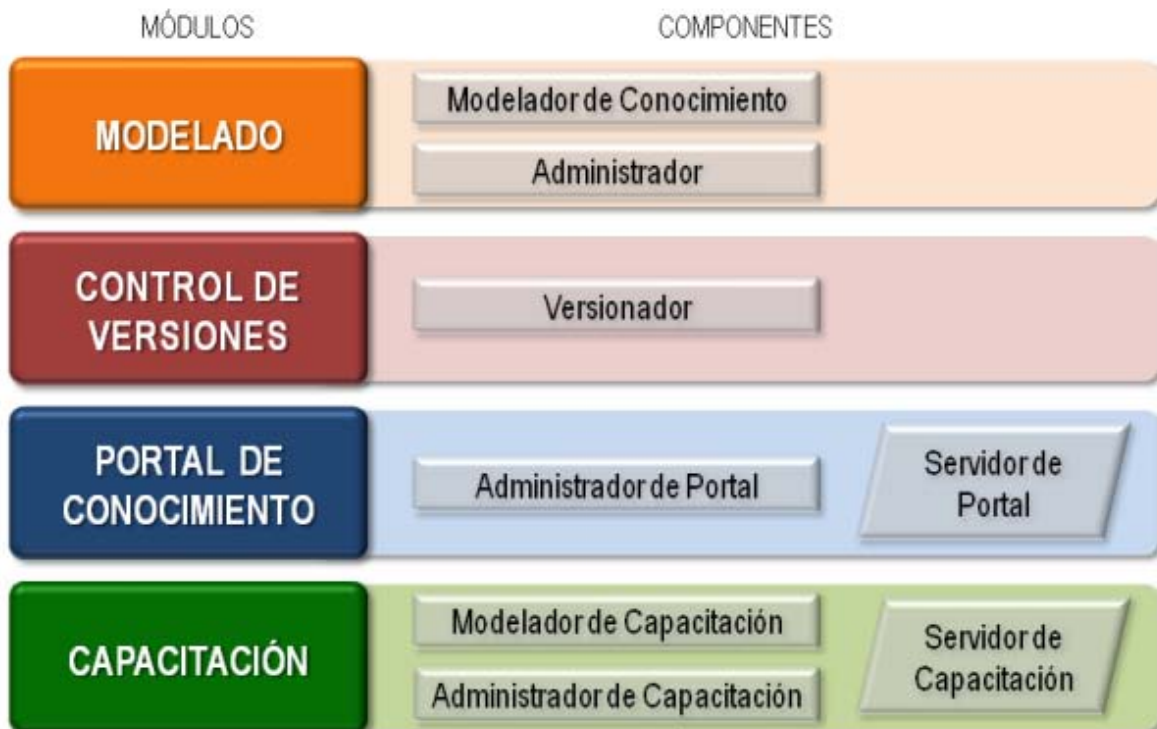 MÓDULOS
COMPONENTES
MODELADO
Modelador de Conocimiento
Administrador
CONTROL DE
VERSIONES
Versionador
PORTAL DE
CONOCIMIENTO
Administrador de Portal
Servidor de
Portal
CAPACITACIÓN
Modelador de Capacitación
Administrador de Capacitación
Servidor de
Capacitación